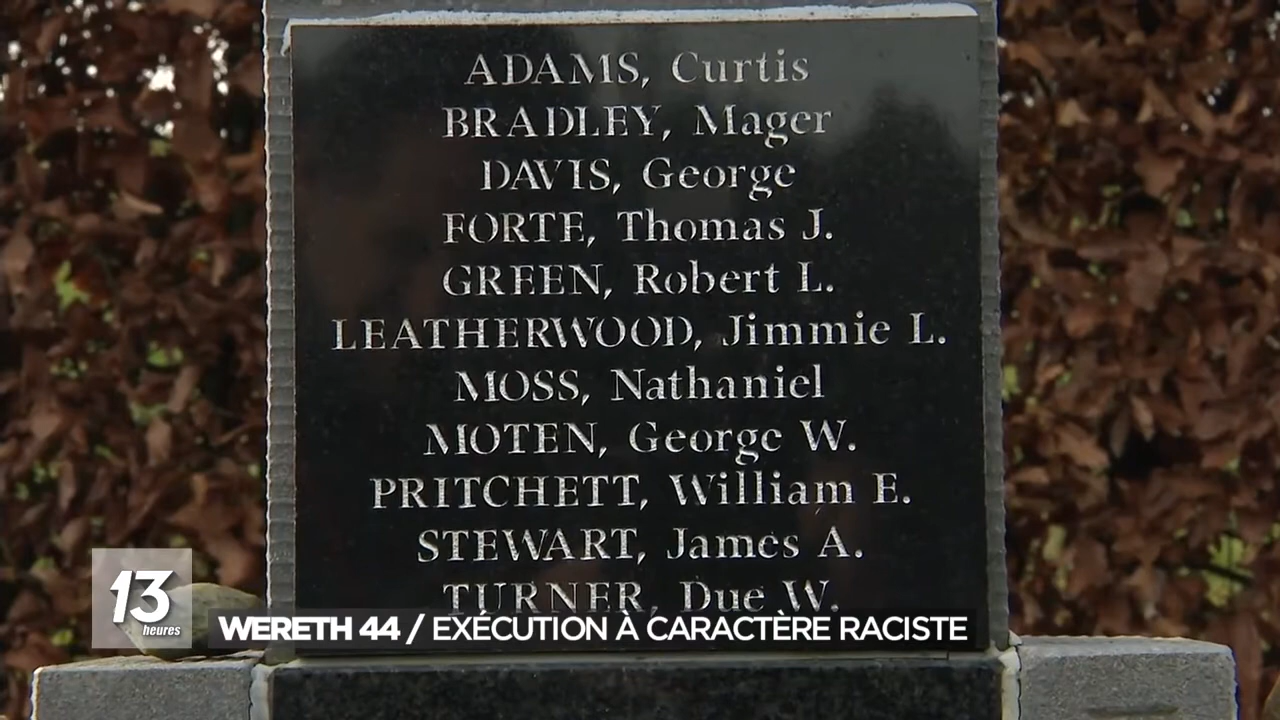 ADAMS, Curtis
BRADLEY, Mager
DAVIS, George
FORTE, Thomas J.
GREEN, Robert L.
LEATHERWOOD, Jimmie L.
MOSS, Nathaniel
MOTEN, George W.
PRITCHETT, William E.
STEWART, James A.
TURNER, Due W.
13 heures
WERETH 44 / EXÉCUTION À CARACTÈRE RACISTE